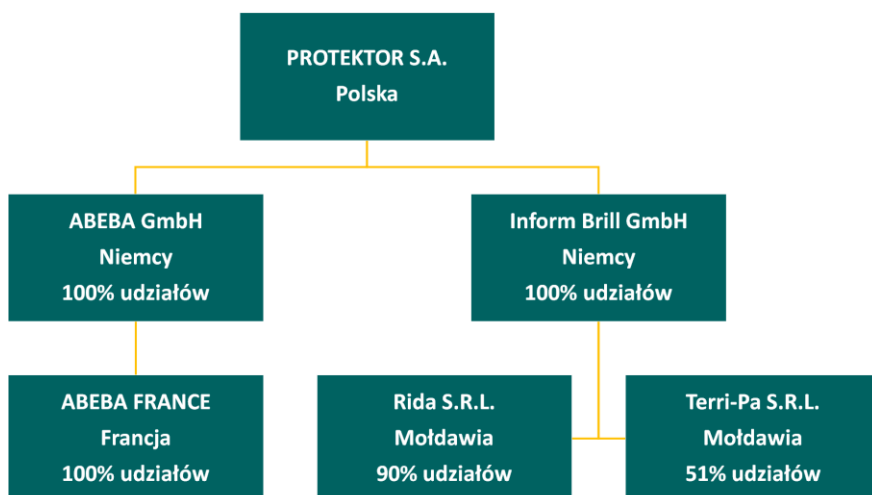 PROTEKTOR S.A.
Polska
ABEBA GmbH
Niemcy
100% udziałów
Inform Brill GmbH
Niemcy
100% udziałów
ABEBA FRANCE
Francja
100% udziałów
Rida S.R.L.
Mołdawia
90% udziałów
Terri-Pa S.R.L.
Mołdawia
51% udziałów